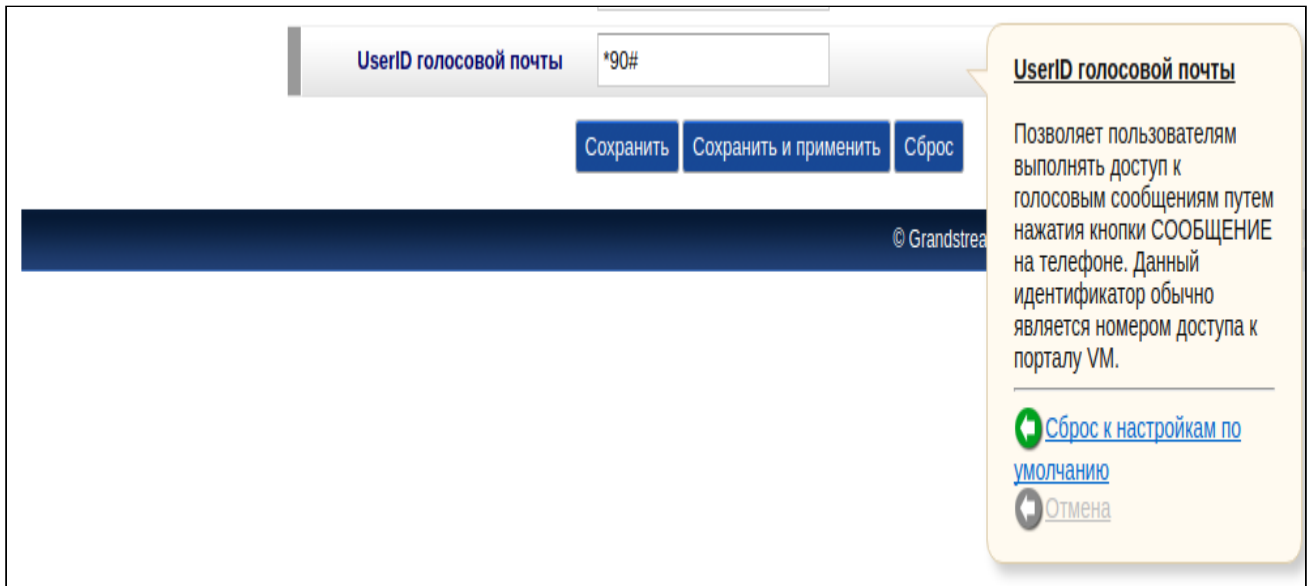 UserID голосовой почты
*90#
Сохранить
Сохранить и применить
Сброс
© Grandstrea
UserID голосовой почты
Позволяет пользователям
выполнять доступ к
голосовым сообщениям путем
нажатия кнопки СООБЩЕНИЕ
на телефоне. Данный
идентификатор обычно
является номером доступа к
порталу VM.
Сброс к настройкам по
умолчанию
Отмена